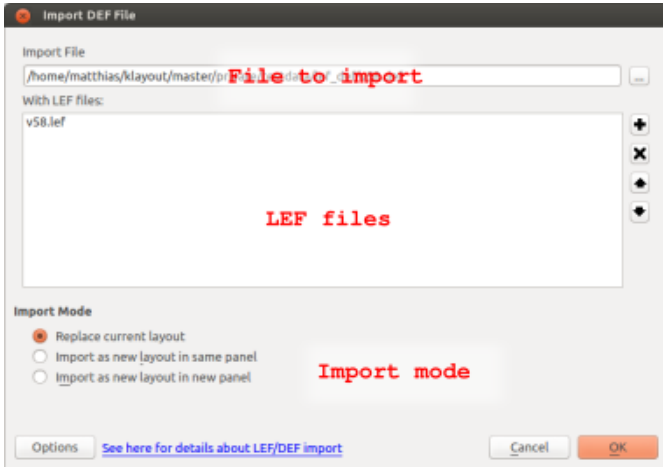 Import DEF File
Import File
/home/matthias/klayout/master/pr
File to import
...
With LEF files:
v58.lef
LEF files
Import Mode
Replace current layout
Import as new layout in same panel
Import as new layout in new panel
Import mode
Options
See here for details about LEF/DEF import
Cancel
OK